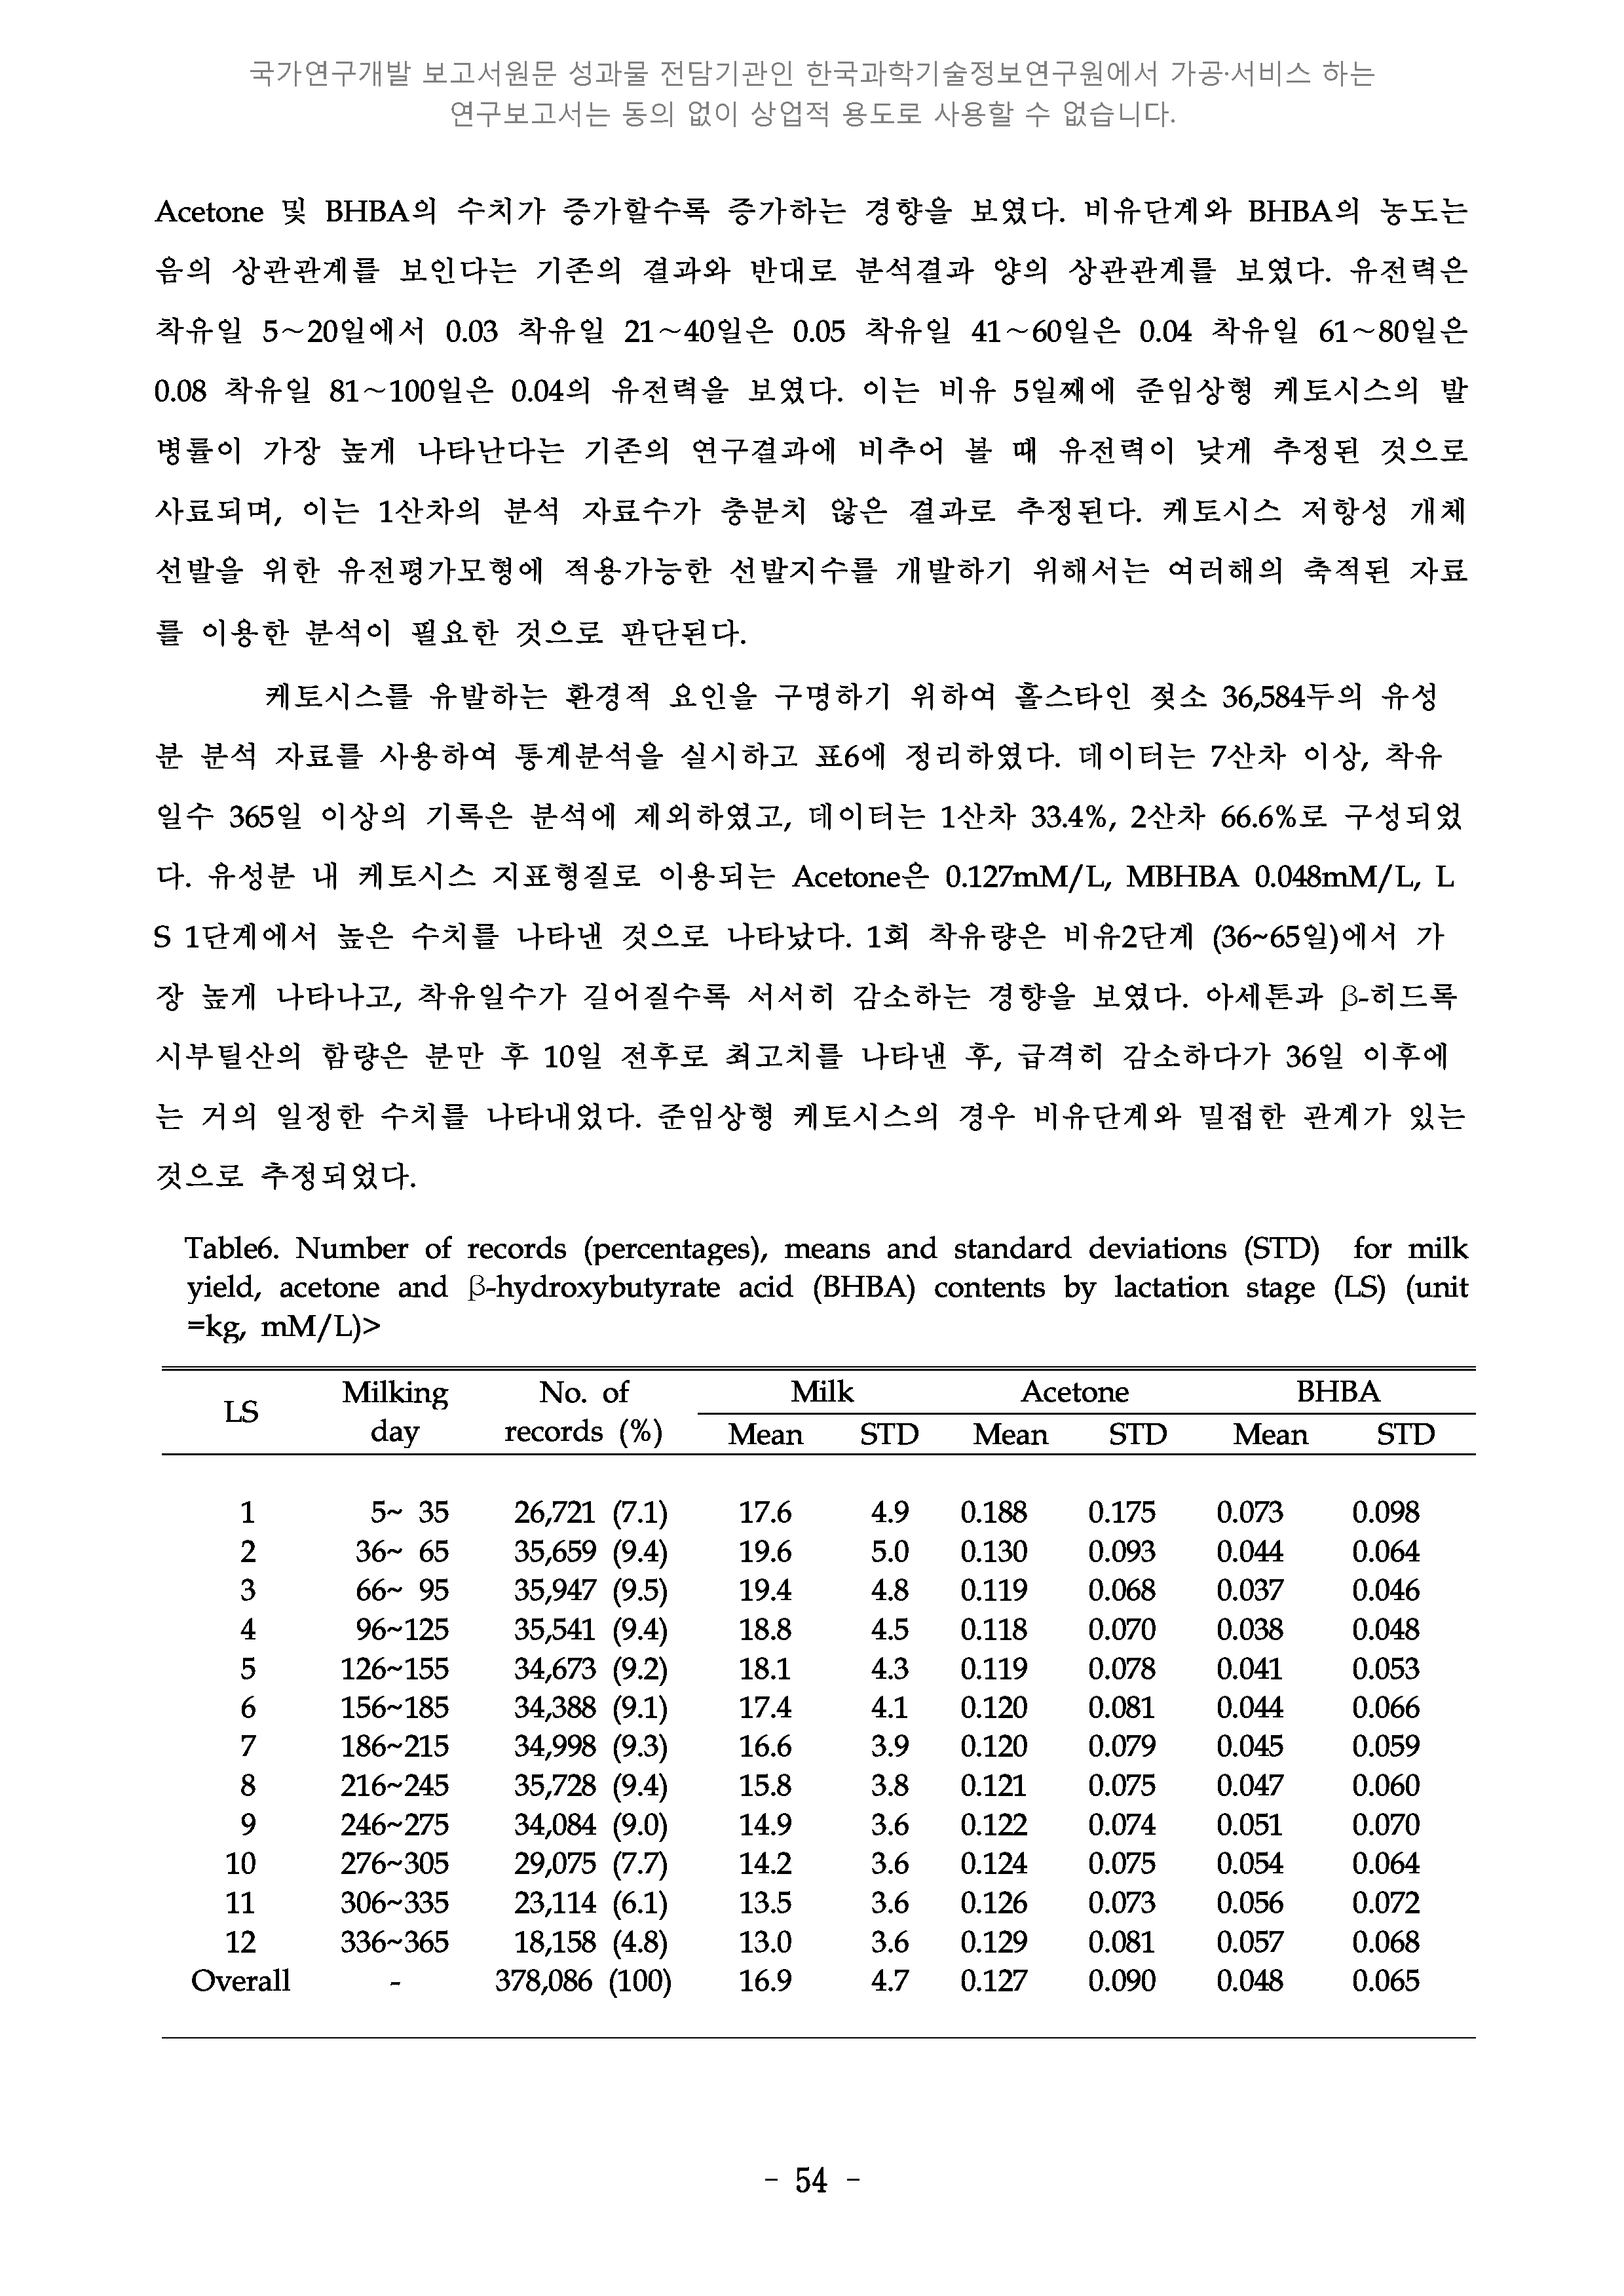 국가연구개발 보고서원문 성과물 전담기관인 한국과학기술정보연구원에서 가공·서비스 하는
연구보고서는 동의 없이 상업적 용도로 사용할 수 없습니다.
Acetone 및 BHBA의 수치가 증가할수록 증가하는 경향을 보였다. 비유단계와 BHBA의 농도는
음의 상관관계를 보인다는 기존의 결과와 반대로 분석결과 양의 상관관계를 보였다. 유전력은
착유일 5～20일에서 0.03 착유일 21～40일은 0.05 착유일 41～60일은 0.04 착유일 61～80일은
0.08 착유일 81～100일은 0.04의 유전력을 보였다. 이는 비유 5일째에 준임상형 케토시스의 발
병률이 가장 높게 나타난다는 기존의 연구결과에 비추어 볼 때 유전력이 낮게 추정된 것으로
사료되며, 이는 1산차의 분석 자료수가 충분치 않은 결과로 추정된다. 케토시스 저항성 개체
선발을 위한 유전평가모형에 적용가능한 선발지수를 개발하기 위해서는 여러해의 축적된 자료
를 이용한 분석이 필요한 것으로 판단된다.
케토시스를 유발하는 환경적 요인을 구명하기 위하여 홀스타인 젖소 36,584두의 유성
분 분석 자료를 사용하여 통계분석을 실시하고 표6에 정리하였다. 데이터는 7산차 이상, 착유
일수 365일 이상의 기록은 분석에 제외하였고, 데이터는 1산차 33.4%, 2산차 66.6%로 구성되었
다. 유성분 내 케토시스 지표형질로 이용되는 Acetone은 0.127mM/L, MBHBA 0.048mM/L, L
S 1단계에서 높은 수치를 나타낸 것으로 나타났다. 1회 착유량은 비유2단계 (36~65일)에서 가
장 높게 나타나고, 착유일수가 길어질수록 서서히 감소하는 경향을 보였다. 아세톤과 β-히드록
시부틸산의 함량은 분만 후 10일 전후로 최고치를 나타낸 후, 급격히 감소하다가 36일 이후에
는 거의 일정한 수치를 나타내었다. 준임상형 케토시스의 경우 비유단계와 밀접한 관계가 있는
것으로 추정되었다.
Table6. Number of records (percentages), means and standard deviations (STD) for milk
yield, acetone and β-hydroxybutyrate acid (BHBA) contents by lactation stage (LS) (unit
=kg, mM/L)>
LS Milking day No. of records (%) Milk Acetone BHBA
Mean STD Mean STD Mean STD
1 5~ 35 26,721 (7.1) 17.6 4.9 0.188 0.175 0.073 0.098
2 36~ 65 35,659 (9.4) 19.6 5.0 0.130 0.093 0.044 0.064
3 66~ 95 35,947 (9.5) 19.4 4.8 0.119 0.068 0.037 0.046
4 96~125 35,541 (9.4) 18.8 4.5 0.118 0.070 0.038 0.048
5 126~155 34,673 (9.2) 18.1 4.3 0.119 0.078 0.041 0.053
6 156~185 34,388 (9.1) 17.4 4.1 0.120 0.081 0.044 0.066
7 186~215 34,998 (9.3) 16.6 3.9 0.120 0.079 0.045 0.059
8 216~245 35,728 (9.4) 15.8 3.8 0.121 0.075 0.047 0.060
9 246~275 34,084 (9.0) 14.9 3.6 0.122 0.074 0.051 0.070
10 276~305 29,075 (7.7) 14.2 3.6 0.124 0.075 0.054 0.064
11 306~335 23,114 (6.1) 13.5 3.6 0.126 0.073 0.056 0.072
12 336~365 18,158 (4.8) 13.0 3.6 0.129 0.081 0.057 0.068
Overall - 378,086 (100) 16.9 4.7 0.127 0.090 0.048 0.065
- 54 -